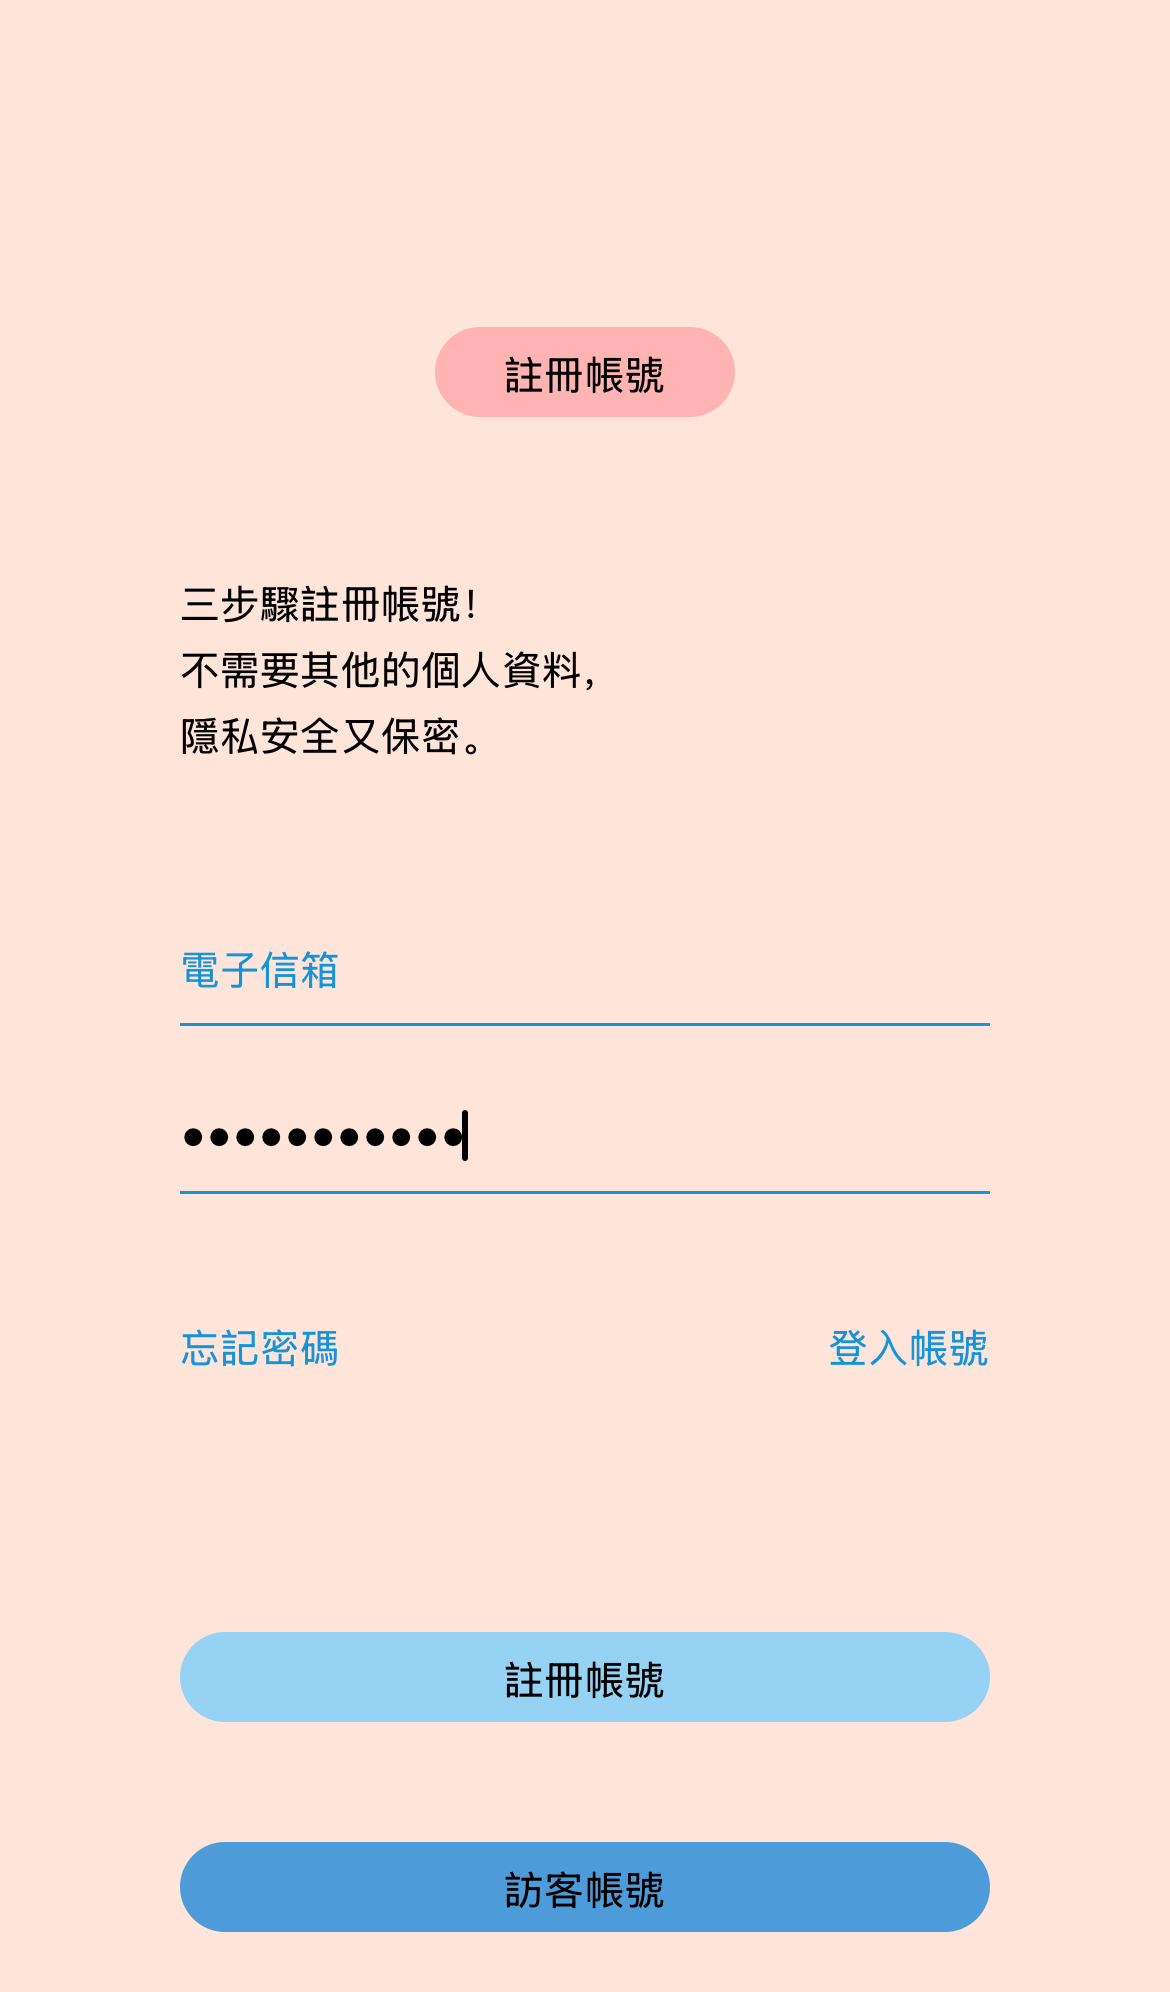 註冊帳號
三步驟註冊帳號！
不需要其他的個人資料，
隱私安全又保密。
電子信箱
•••••••••••
忘記密碼 登入帳號
註冊帳號
訪客帳號